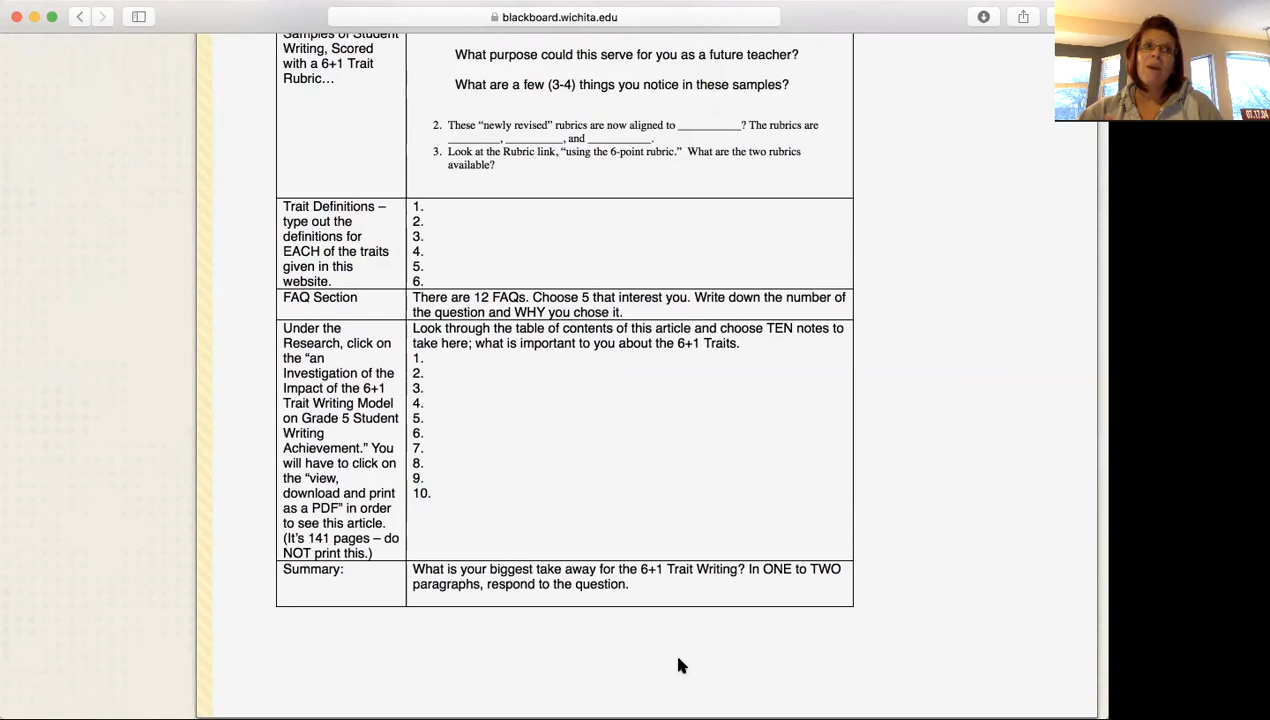 blackboard.wichita.edu
Samples of Student
Writing, Scored
with a 6+1 Trait
Rubric…
What purpose could this serve for you as a future teacher?
What are a few (3-4) things you notice in these samples?
2. These “newly revised” rubrics are now aligned to ___________? The rubrics are
_________, __________, and ___________.
3. Look at the Rubric link, “using the 6-point rubric.” What are the two rubrics
available?
Trait Definitions –
type out the
definitions for
EACH of the traits
given in this
website.
1.
2.
3.
4.
5.
6.
FAQ Section
There are 12 FAQs. Choose 5 that interest you. Write down the number of
the question and WHY you chose it.
Under the
Research, click on
the “an
Investigation of the
Impact of the 6+1
Trait Writing Model
on Grade 5 Student
Writing
Achievement.” You
will have to click on
the “view,
download and print
as a PDF” in order
to see this article.
(It’s 141 pages – do
NOT print this.)
Look through the table of contents of this article and choose TEN notes to
take here; what is important to you about the 6+1 Traits.
1.
2.
3.
4.
5.
6.
7.
8.
9.
10.
Summary:
What is your biggest take away for the 6+1 Trait Writing? In ONE to TWO
paragraphs, respond to the question.